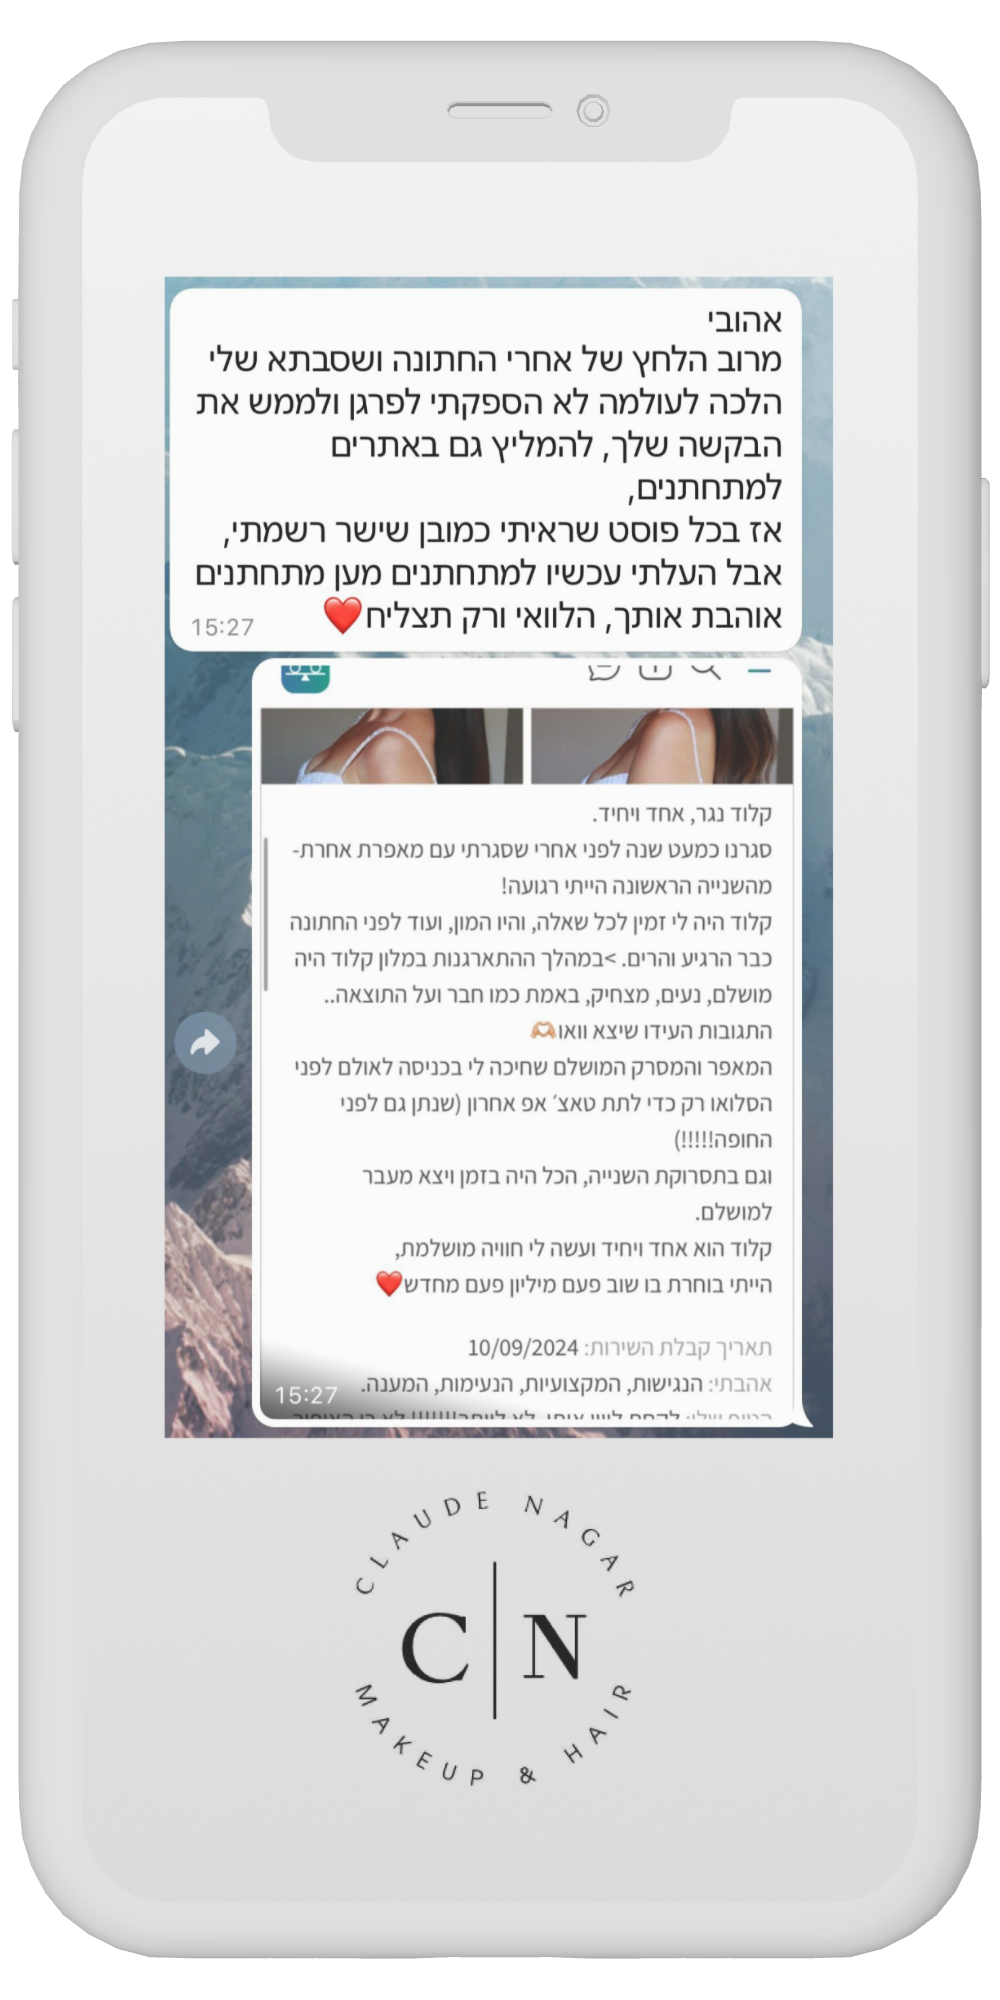 אהובי
מרוב הלחץ של אחרי החתונה ושסבתא שלי
הלכה לעולמה לא הספקתי לפרגן ולממש את
הבקשה שלך, להמליץ גם באתרים
למתחתנים,
אז בכל פוסט שראיתי כמובן שישר רשמתי,
אבל העלתי עכשיו למתחתנים מען מתחתנים
אוהבת אותך, הלוואי ורק תצליח❤️
15:27
קלוד נגר, אחד ויחיד.
סגרנו כמעט שנה לפני אחרי שסגרתי עם מאפרת אחרת-
מהשנייה הראשונה הייתי רגועה!
קלוד היה לי זמין לכל שאלה, והיו המון, ועוד לפני החתונה
כבר הרגיע והרים. >במהלך ההתארגנות במלון קלוד היה
מושלם, נעים, מצחיק, באמת כמו חבר ועל התוצאה..
התגובות העידו שיצא וואו🫶🏼
המאפר והמסרק המושלם שחיכה לי בכניסה לאולם לפני
הסלואו רק כדי לתת טאצ׳ אפ אחרון (שנתן גם לפני
החופה!!!!!)
וגם בתסרוקת השנייה, הכל היה בזמן ויצא מעבר
למושלם.
קלוד הוא אחד ויחיד ועשה לי חוויה מושלמת,
הייתי בוחרת בו שוב פעם מיליון פעם מחדש❤️
תאריך קבלת השירות: 10/09/2024
אהבתי: הנגישות, המקצועיות, הנעימות, המענה.
15:27
CLAUDE NAGAR
C|N
MAKEUP & HAIR